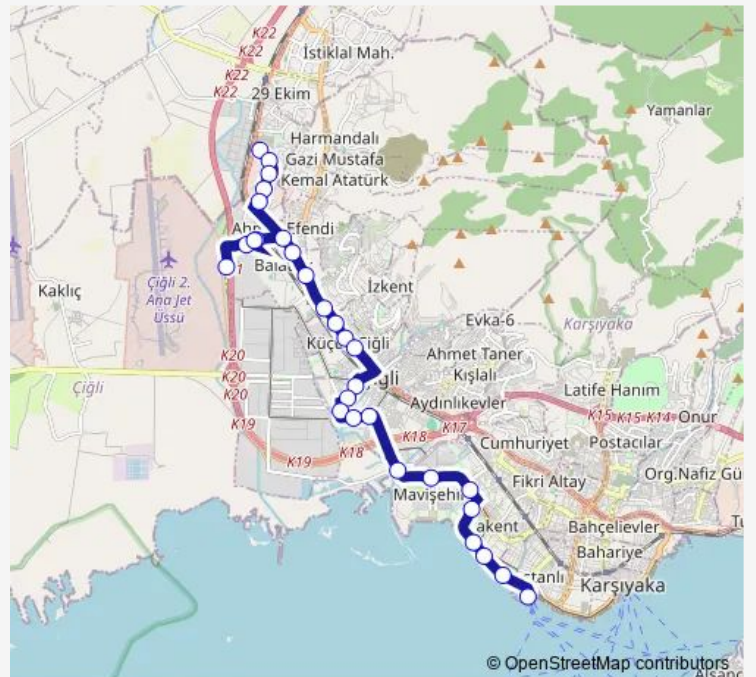 K22
K22
İstiklal Mah.
K22
K22
29 Ekim
Yamanlar
Harmandalı
Gazi Mustafa
Kemal Atatürk
Efendi
Çiğli 2.
Ana Jet
Üssü
Kaklıç
İzkent
Evka-6
Karşıyaka
Ahmet Taner
Kışlalı
K20
K20
K20
Çiğli
Latife Hanım
Aydınlıkevler
K15 K15 K14 Onur
K19
K18
K17
K18
K19
Cumhuriyet
Postacılar
Fikri Altay
Org.Nafiz Gü
Mavişehir
Bahçelievler
Bahariye
Karşıyaka
© OpenStreetMap contributors